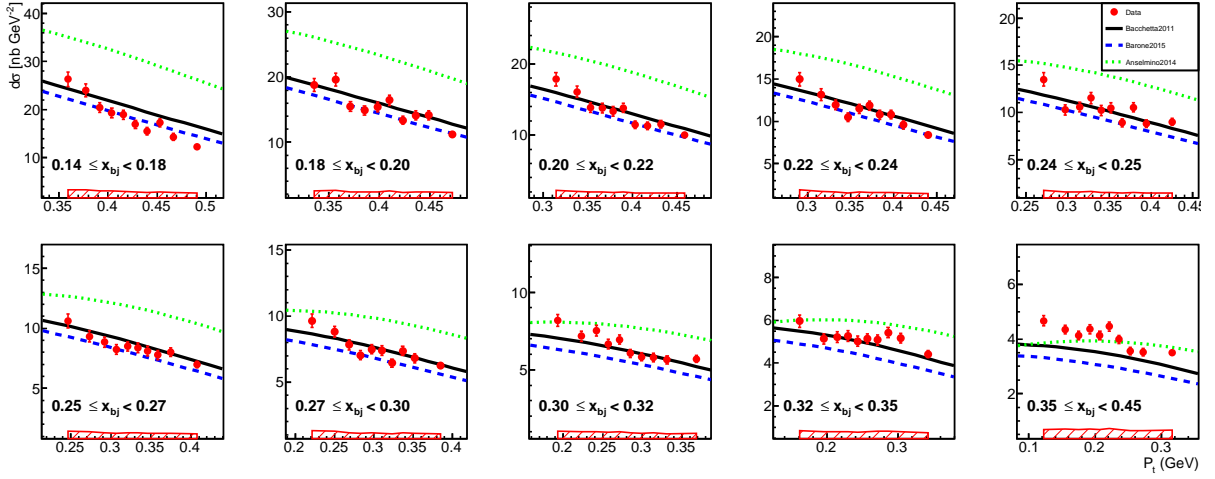 dσ [nb GeV⁻²]
40
30
20
10
0.14 ≤ x_bj < 0.18
0.35 0.4 0.45 0.5
30
20
10
0.18 ≤ x_bj < 0.20
0.35 0.4 0.45
20
10
0.20 ≤ x_bj < 0.22
0.3 0.35 0.4 0.45
20
15
10
5
0.22 ≤ x_bj < 0.24
0.3 0.35 0.4 0.45
20
15
10
5
Data
Bacchetta2011
Barone2015
Anselmino2014
0.24 ≤ x_bj < 0.25
0.25 0.3 0.35 0.4 0.45
15
10
5
0.25 ≤ x_bj < 0.27
0.25 0.3 0.35 0.4
15
10
5
0.27 ≤ x_bj < 0.30
0.2 0.25 0.3 0.35 0.4
10
5
0.30 ≤ x_bj < 0.32
0.2 0.25 0.3 0.35
8
6
4
2
0.32 ≤ x_bj < 0.35
0.2 0.3
6
4
2
0.35 ≤ x_bj < 0.45
0.1 0.2 0.3
P_t (GeV)